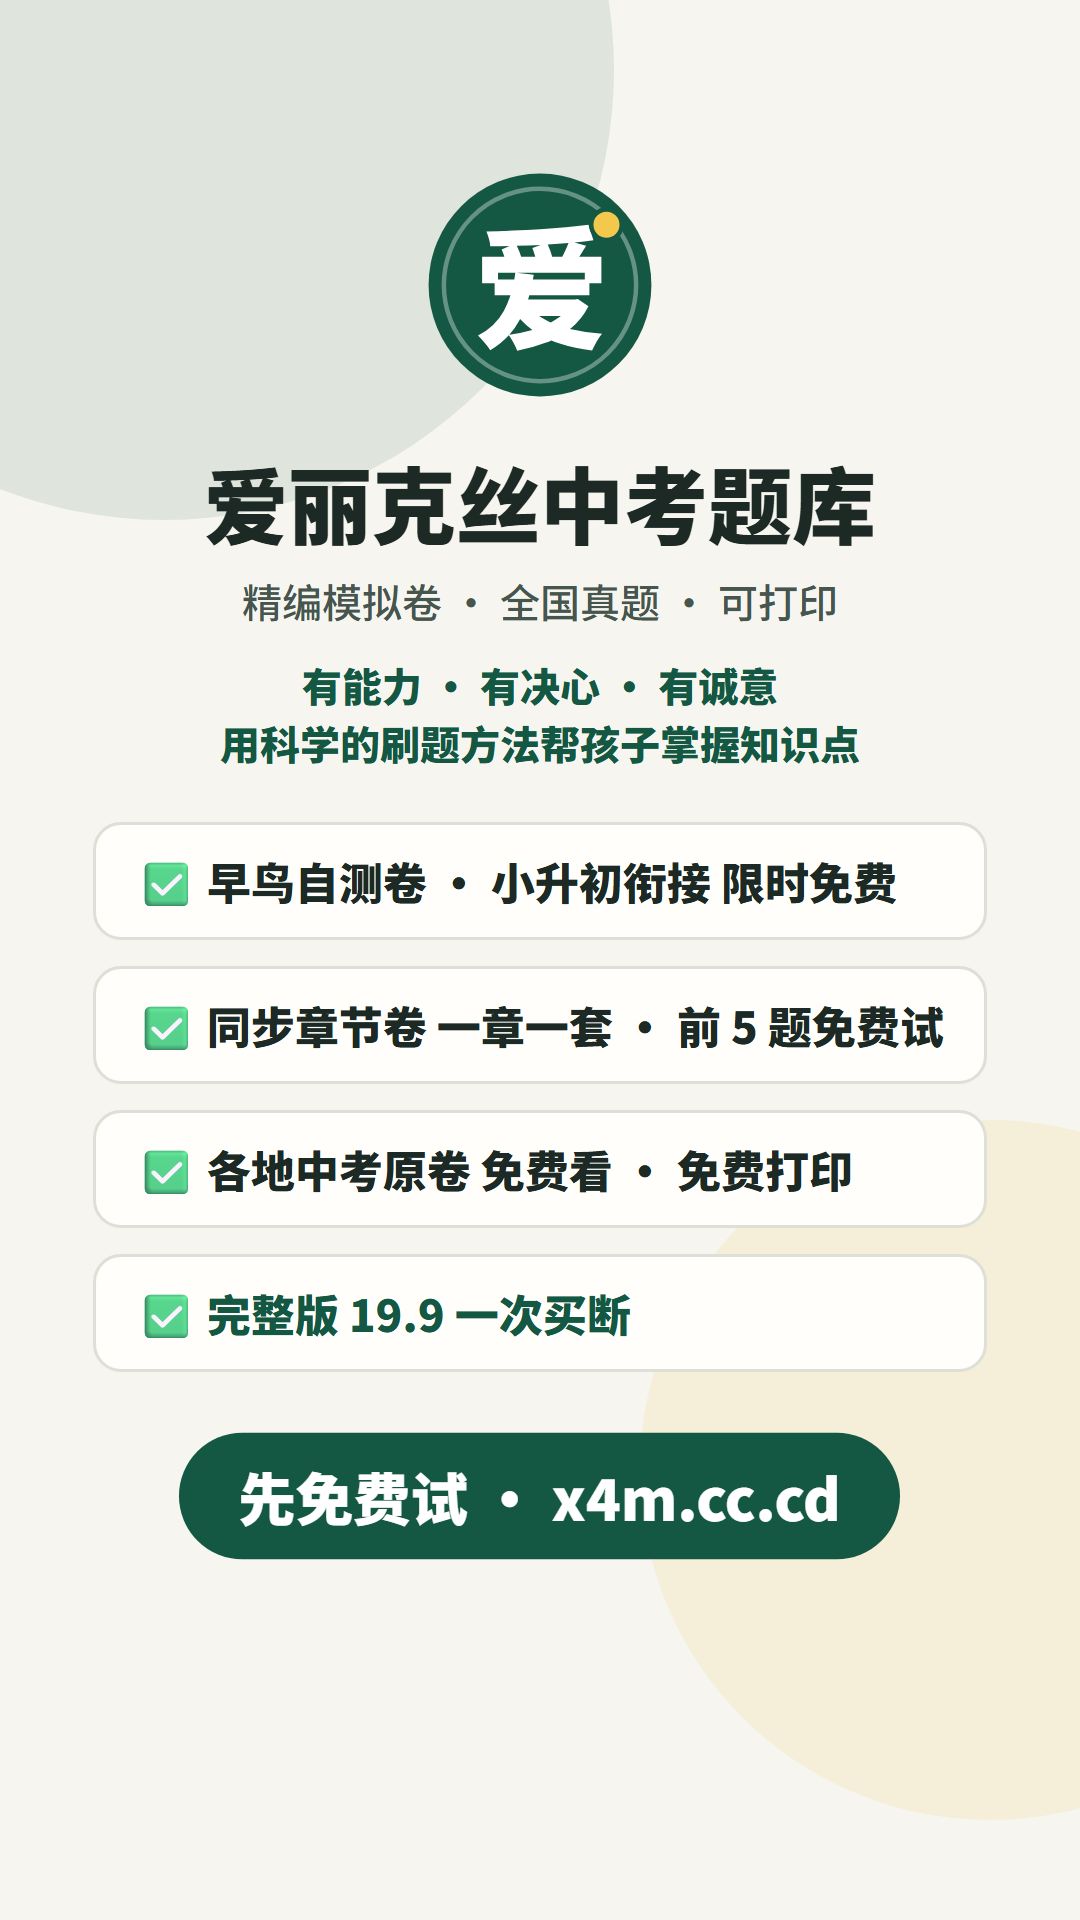 爱
爱丽克丝中考题库
精编模拟卷 · 全国真题 · 可打印
有能力 · 有决心 · 有诚意
用科学的刷题方法帮孩子掌握知识点
✅ 早鸟自测卷 · 小升初衔接 限时免费
✅ 同步章节卷 一章一套 · 前 5 题免费试
✅ 各地中考原卷 免费看 · 免费打印
✅ 完整版 19.9 一次买断
先免费试 · x4m.cc.cd